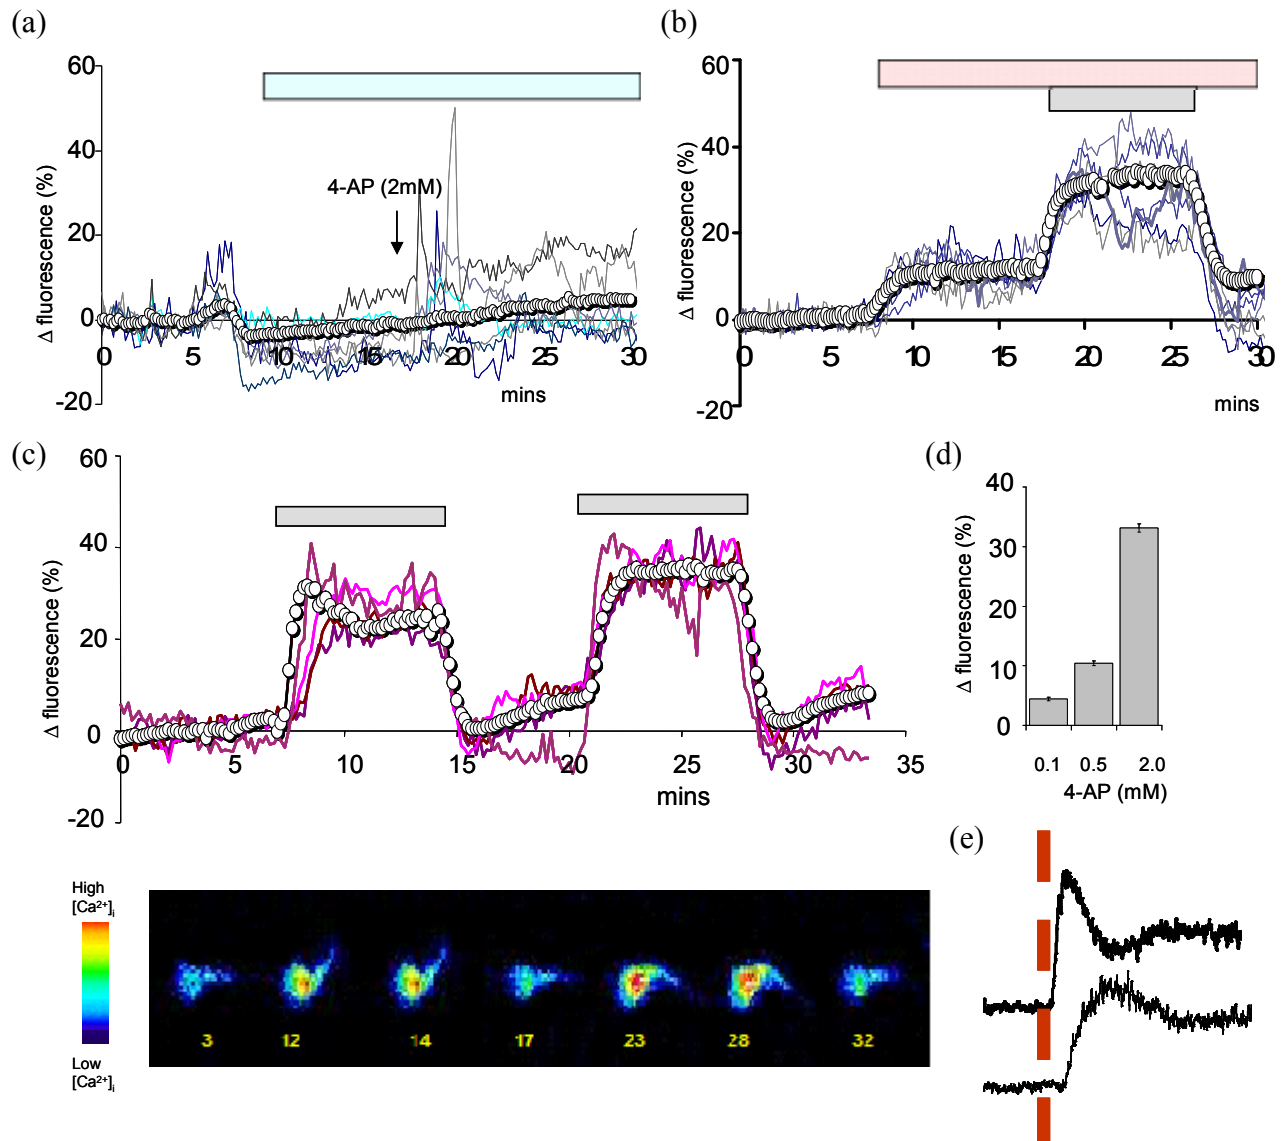 (a)
60
40
20
0
-20
Δ fluorescence (%)
4-AP (2mM)
0 5 10 15 20 25 30
mins
(b)
60
40
20
0
-20
Δ fluorescence (%)
0 5 10 15 20 25 30
mins
(c)
60
40
20
0
-20
Δ fluorescence (%)
0 5 10 15 20 25 30 35
mins
(d)
40
30
20
10
0
Δ fluorescence (%)
0.1 0.5 2.0
4-AP (mM)
High
[Ca²⁺]ᵢ
Low
[Ca²⁺]ᵢ
3 12 14 17 23 28 32
(e)